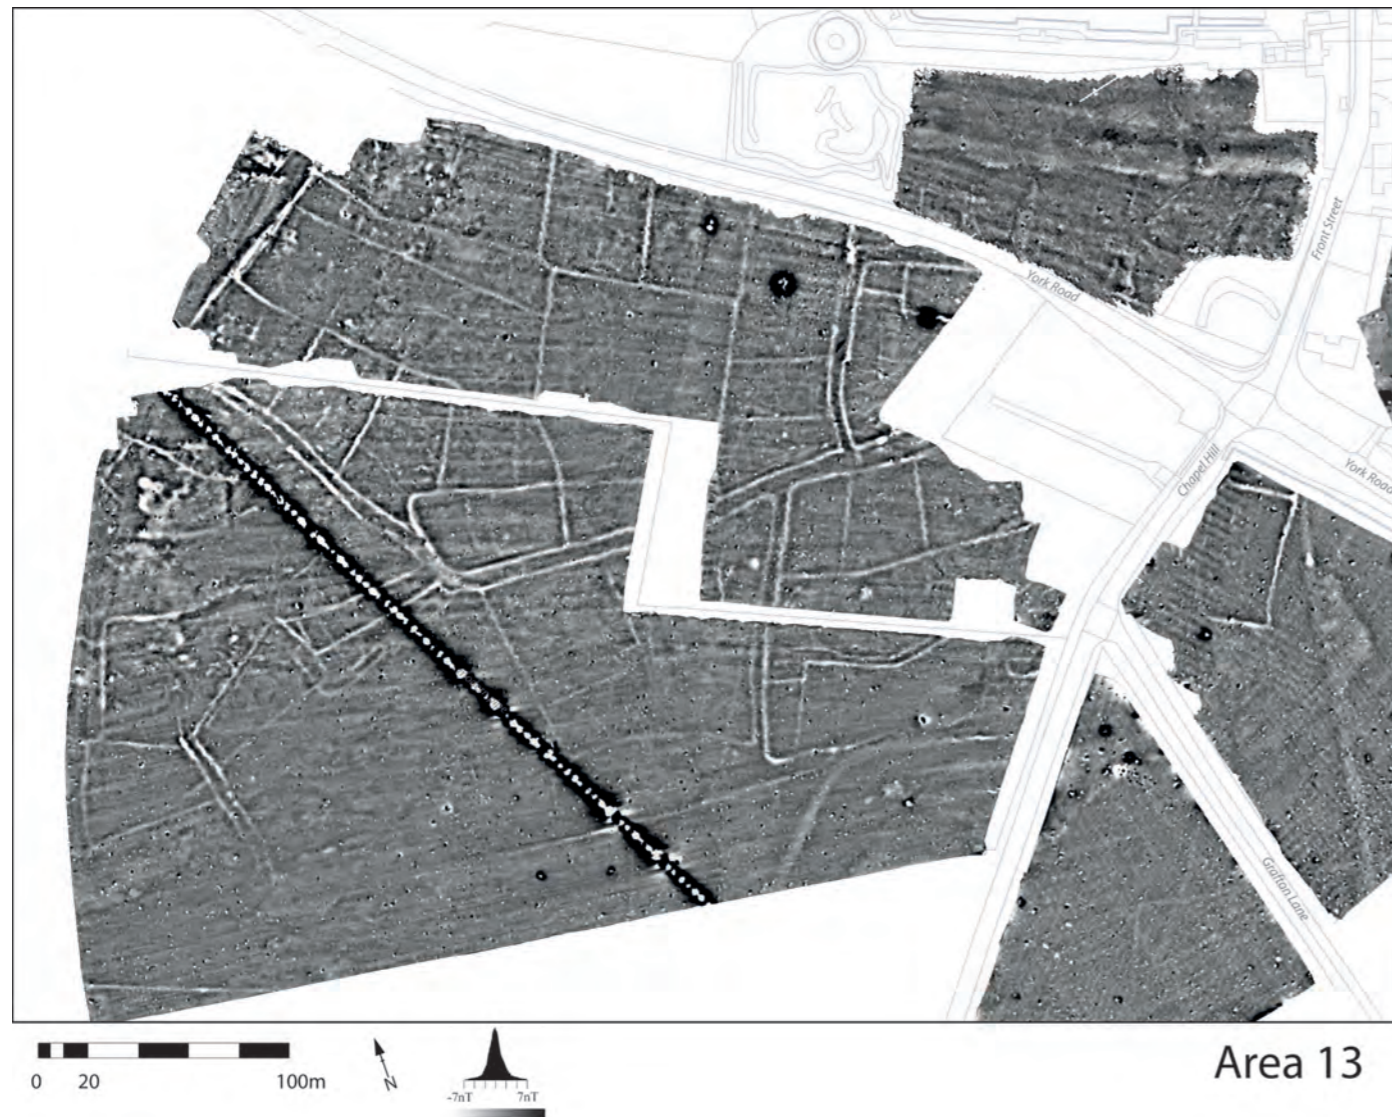 Front Street
York Road
Chapel Hill
York Road
Grafton Lane
0 20 100m
N
-7nT 7nT
Area 13